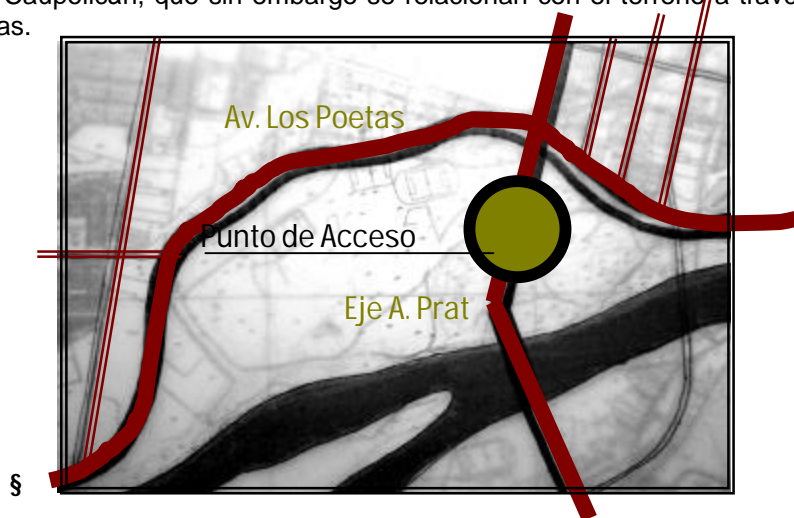 Caupolicán, que sin embargo se relacionan con el terreno a través
as.
Av. Los Poetas
Punto de Acceso
Eje A. Prat
§